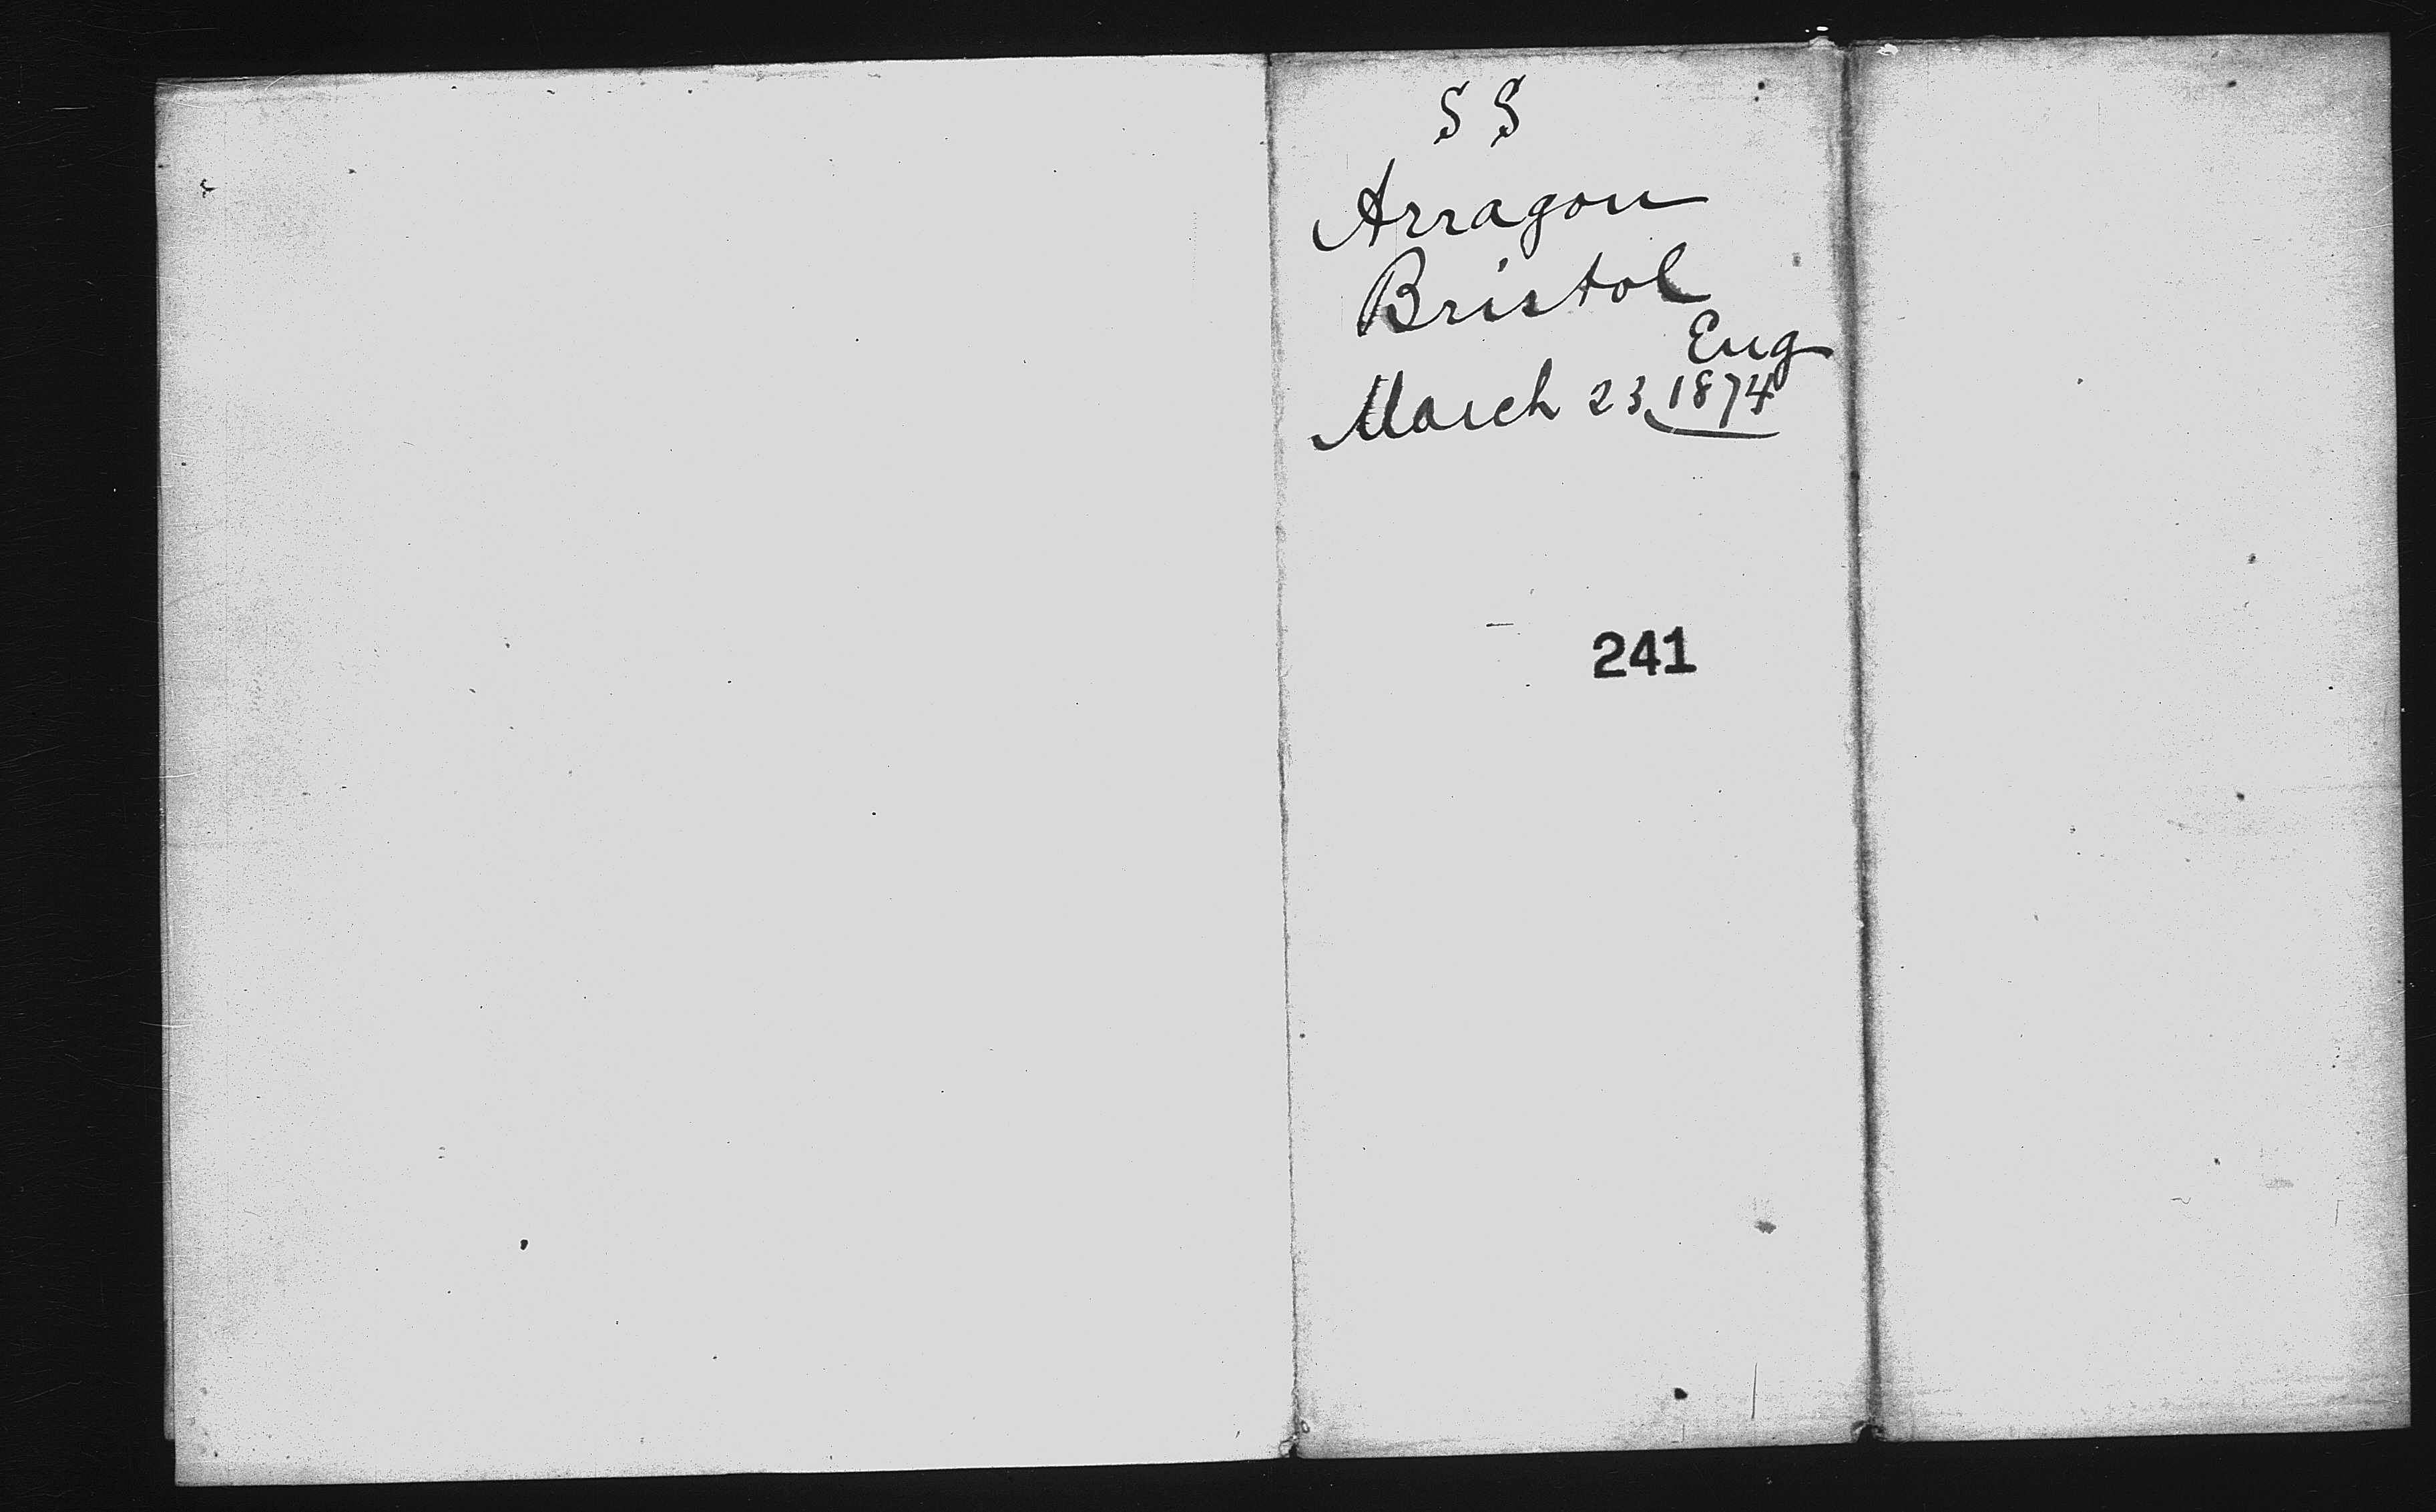 S S
Arragon
Bristol
Eng
March 23 1874
241